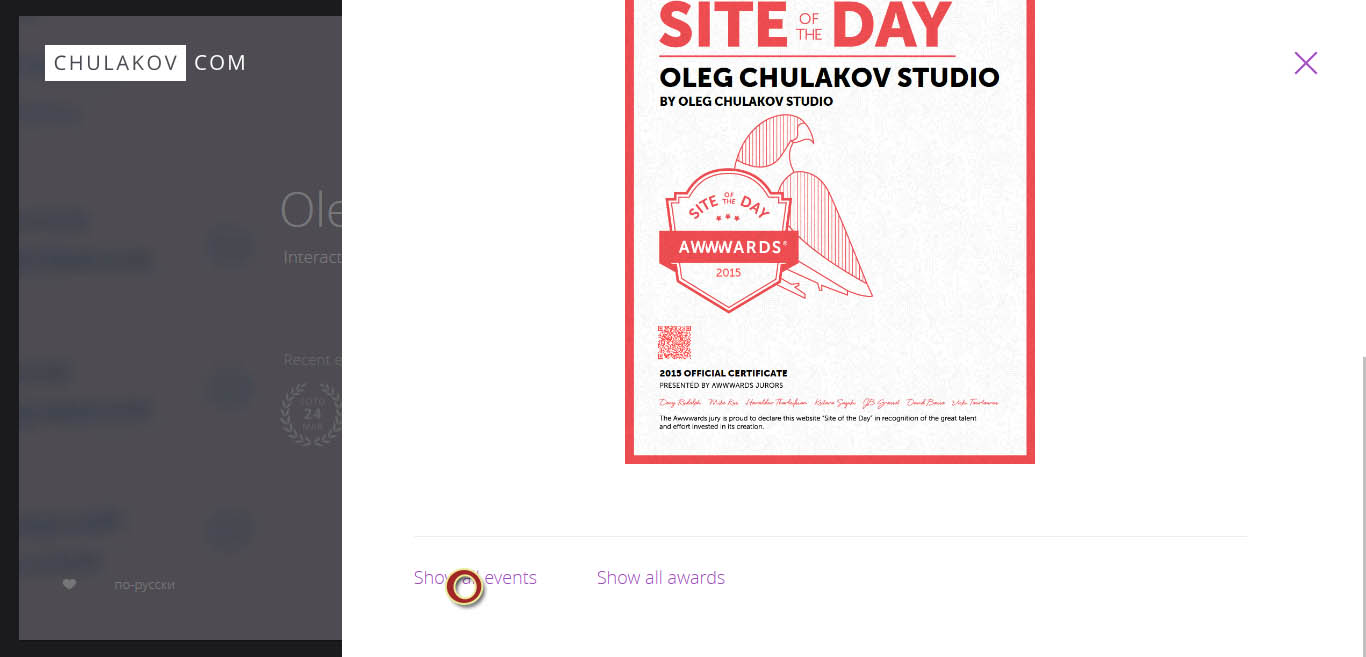 CHULAKOV COM
Ole
Interact
Recent e
FOTD
24
MAR
по-русски
SITE OF THE DAY
OLEG CHULAKOV STUDIO
BY OLEG CHULAKOV STUDIO
SITE OF THE DAY
AWWWARDS®
2015
2015 OFFICIAL CERTIFICATE
PRESENTED BY AWWWARDS JURORS
The Awwwards jury is proud to declare this website "Site of the Day" in recognition of the great talent
and effort invested in its creation.
Show all events
Show all awards